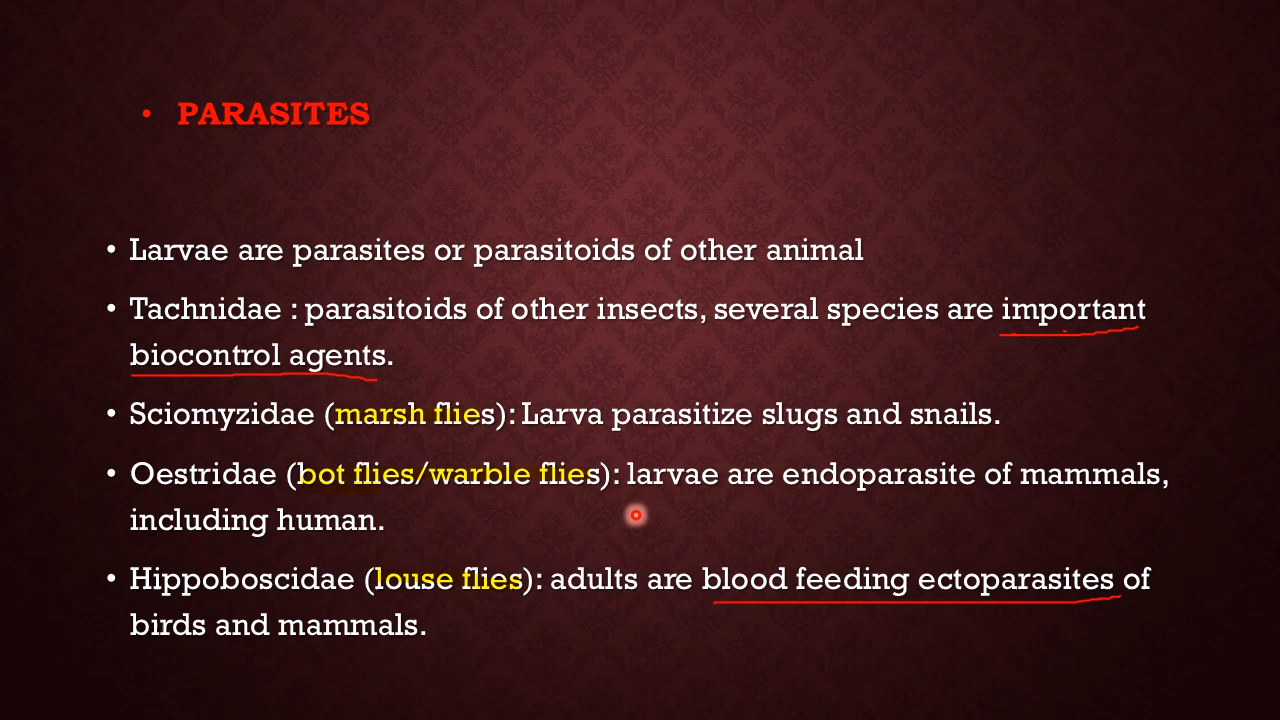 • PARASITES
• Larvae are parasites or parasitoids of other animal
• Tachnidae : parasitoids of other insects, several species are important
biocontrol agents.
• Sciomyzidae (marsh flies): Larva parasitize slugs and snails.
• Oestridae (bot flies/warble flies): larvae are endoparasite of mammals,
including human.
• Hippoboscidae (louse flies): adults are blood feeding ectoparasites of
birds and mammals.